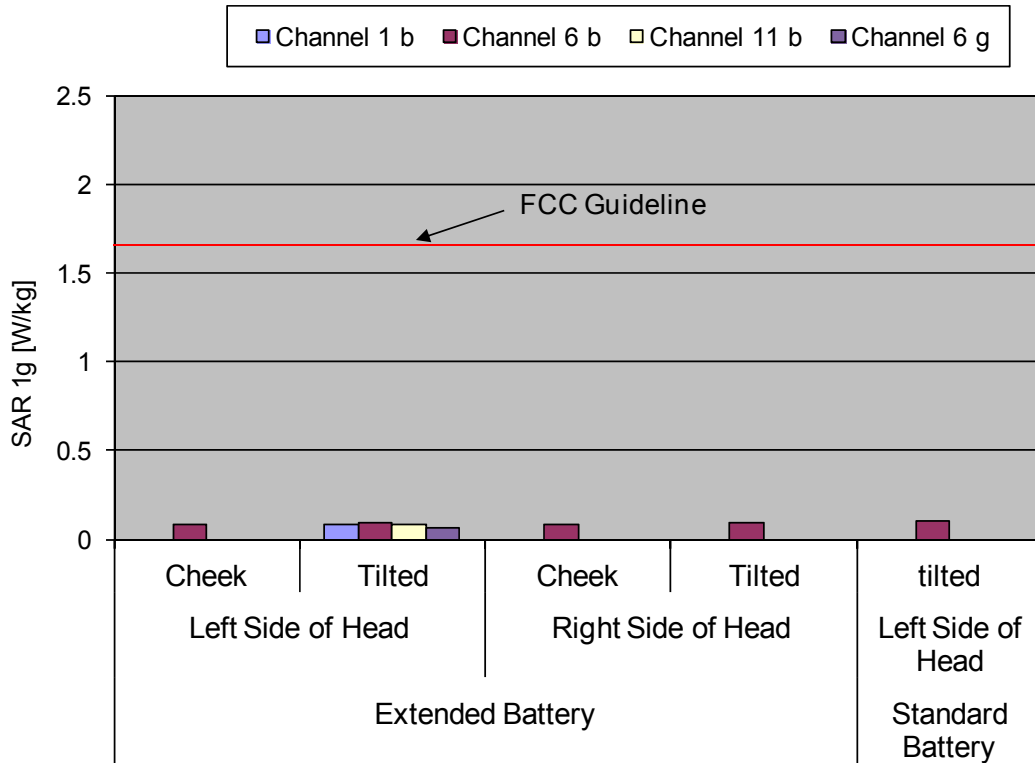 Channel 1 b Channel 6 b Channel 11 b Channel 6 g
2.5
2
FCC Guideline
1.5
SAR 1g [W/kg]
1
0.5
0
Cheek Tilted Cheek Tilted tilted
Left Side of Head Right Side of Head Left Side of
Head
Extended Battery Standard
Battery